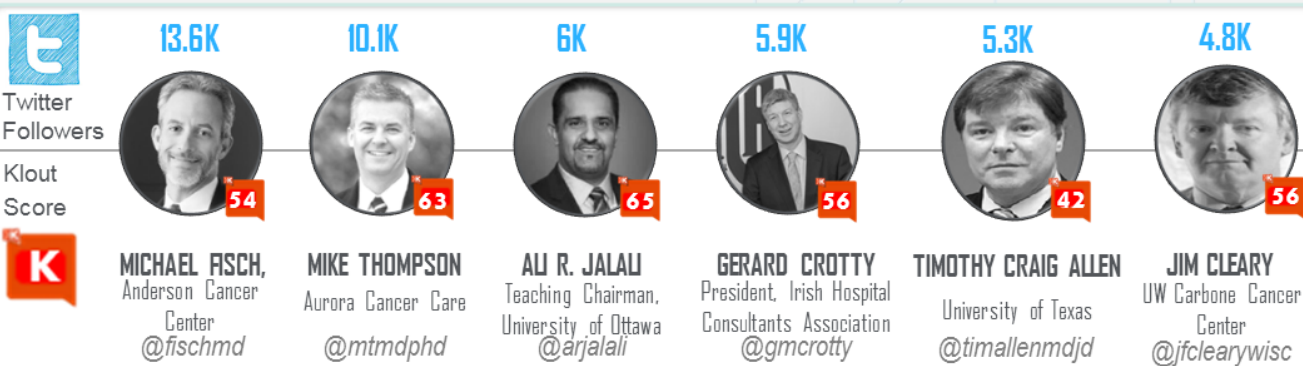 13.6K
10.1K
6K
5.9K
5.3K
4.8K
t
Twitter
Followers
Klout
Score
K
54
63
65
56
42
56
MICHAEL FISCH,
Anderson Cancer
Center
@fischmd
MIKE THOMPSON
Aurora Cancer Care
@mtmdphd
ALI R. JALALI
Teaching Chairman,
University of Ottawa
@arjalali
GERARD CROTTY
President, Irish Hospital
Consultants Association
@gmcrotty
TIMOTHY CRAIG ALLEN
University of Texas
@timallenmdjd
JIM CLEARY
UW Carbone Cancer
Center
@jfclearywisc